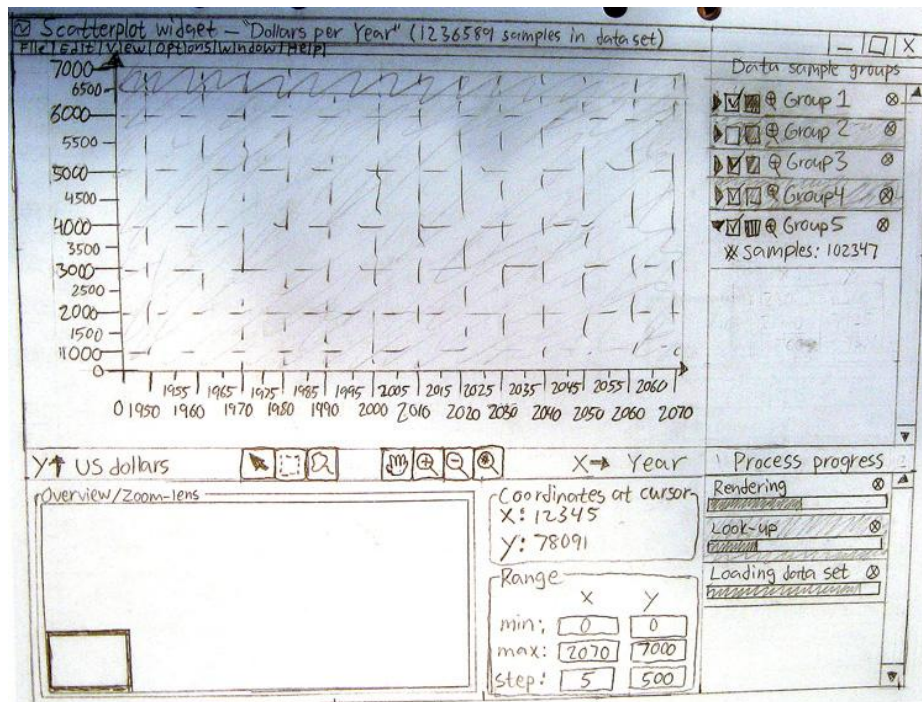 Scatterplot widget – "Dollars per Year" (1236589 samples in data set)
File | Edit | View | Options | Window | Help |
7000
6500
6000
5500
5000
4500
4000
3500
3000
2500
2000
1500
1000
0
1955 1965 1975 1985 1995 2005 2015 2025 2035 2045 2055 2060
0 1950 1960 1970 1980 1990 2000 2010 2020 2030 2040 2050 2060 2070
Data sample groups
Group 1
Group 2
Group 3
Group 4
Group 5
# samples: 102347
Y US dollars
X Year
Overview/Zoom-lens
Coordinates at cursor
X: 12345
Y: 78091
Range
X Y
min: 0 0
max: 2070 7000
step: 5 500
Process progress
Rendering
Look-up
Loading data set